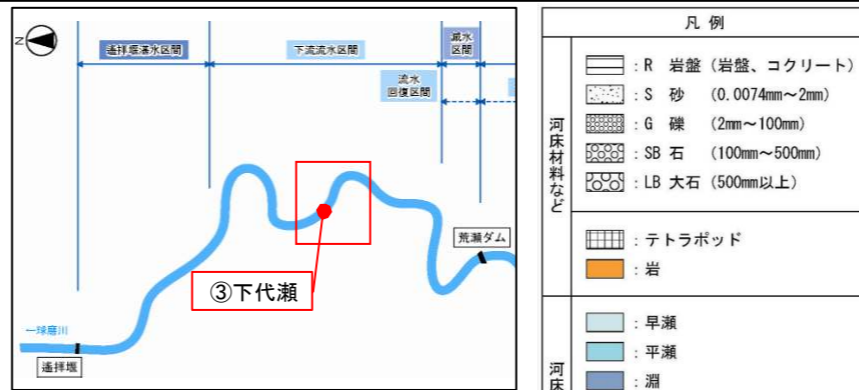 N
遙拝堰湛水区間
下流流水区間
減水
区間
流水
回復区間
荒瀬ダム
③下代瀬
一球磨川
遙拝堰
凡 例
河床材料など
: R 岩盤 (岩盤、コクリート)
: S 砂 (0.0074mm～2mm)
: G 礫 (2mm～100mm)
: SB 石 (100mm～500mm)
: LB 大石 (500mm以上)
: テトラポッド
: 岩
河床
: 早瀬
: 平瀬
: 淵